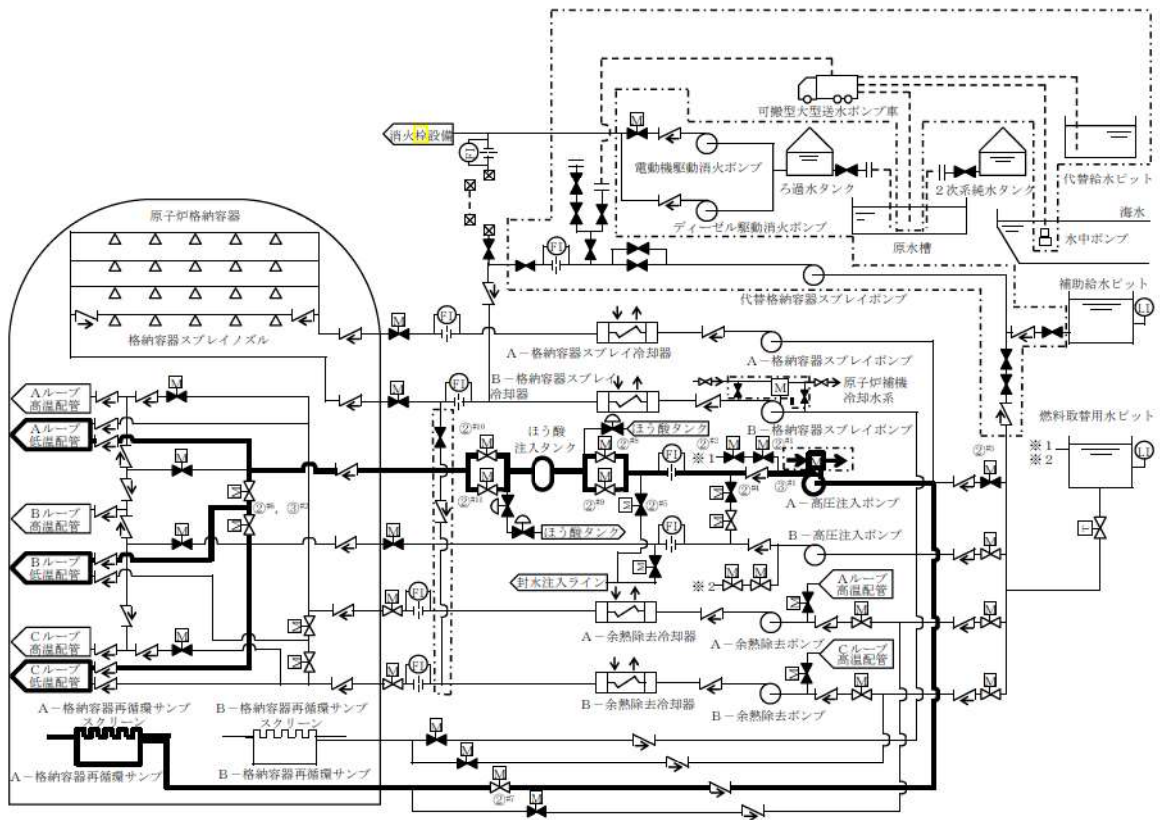 可搬型大型送水ポンプ車
消火栓設備
M
FI
電動機駆動消火ポンプ
ろ過水タンク
2次系純水タンク
代替給水ピット
海水
原子炉格納容器
ディーゼル駆動消火ポンプ
原水槽
水中ポンプ
FI
代替格納容器スプレイポンプ
補助給水ピット
LI
格納容器スプレイノズル
M
FI
A-格納容器スプレイ冷却器
A-格納容器スプレイポンプ
B-格納容器スプレイ
冷却器
M
原子炉補機
冷却水系
Aループ
高温配管
M
M
FI
B-格納容器スプレイポンプ
燃料取替用水ピット
Aループ
低温配管
ほう酸
注入タンク
ほう酸タンク
※1
※1
※2
LI
M
M
M
M
FI
M
M
A-高圧注入ポンプ
M
Bループ
高温配管
ほう酸タンク
FI
B-高圧注入ポンプ
M
T
Bループ
低温配管
封水注入ライン
※2
M
M
Aループ
高温配管
M
FI
A-余熱除去冷却器
A-余熱除去ポンプ
M
M
Cループ
高温配管
M
Cループ
高温配管
Cループ
低温配管
M
FI
B-余熱除去冷却器
B-余熱除去ポンプ
M
M
A-格納容器再循環サンプ
スクリーン
B-格納容器再循環サンプ
スクリーン
M
A-格納容器再循環サンプ
B-格納容器再循環サンプ
M
M
M